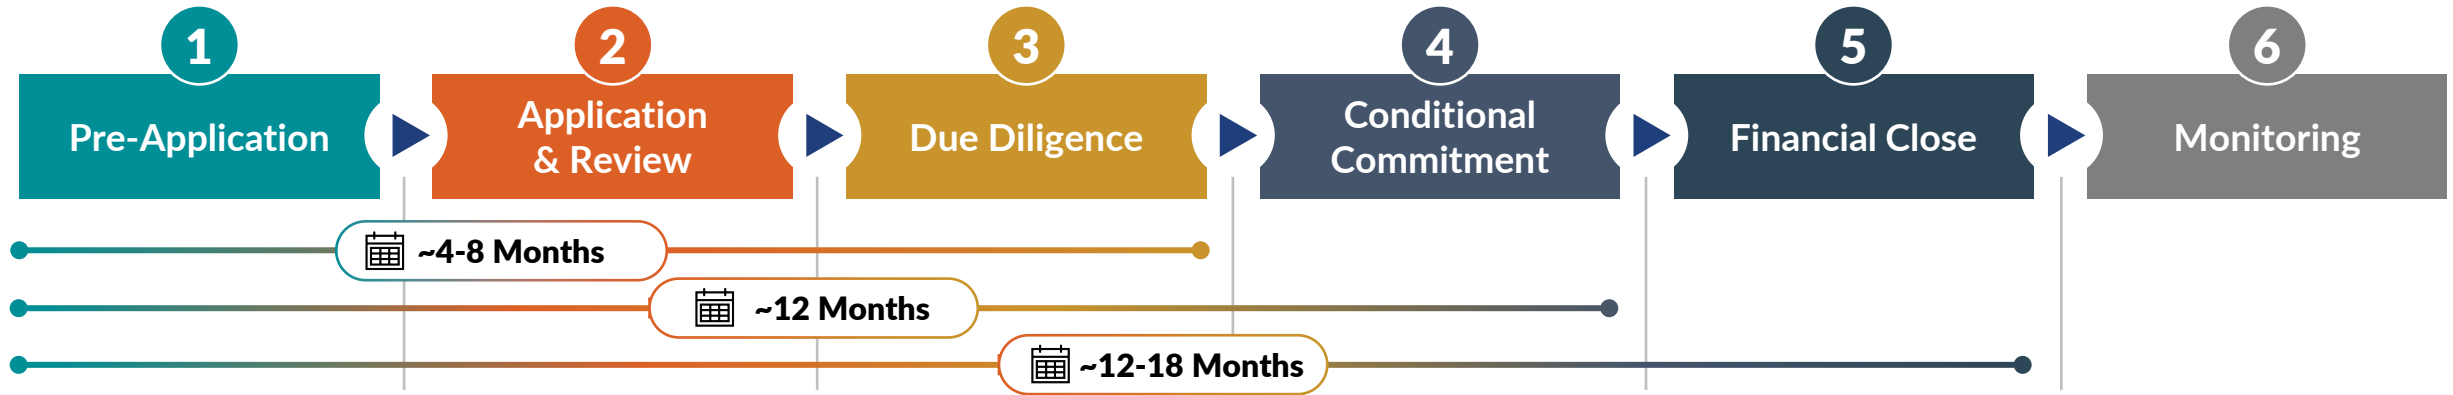 1
Pre-Application
2
Application
& Review
3
Due Diligence
4
Conditional
Commitment
5
Financial Close
6
Monitoring
~4-8 Months
~12 Months
~12-18 Months